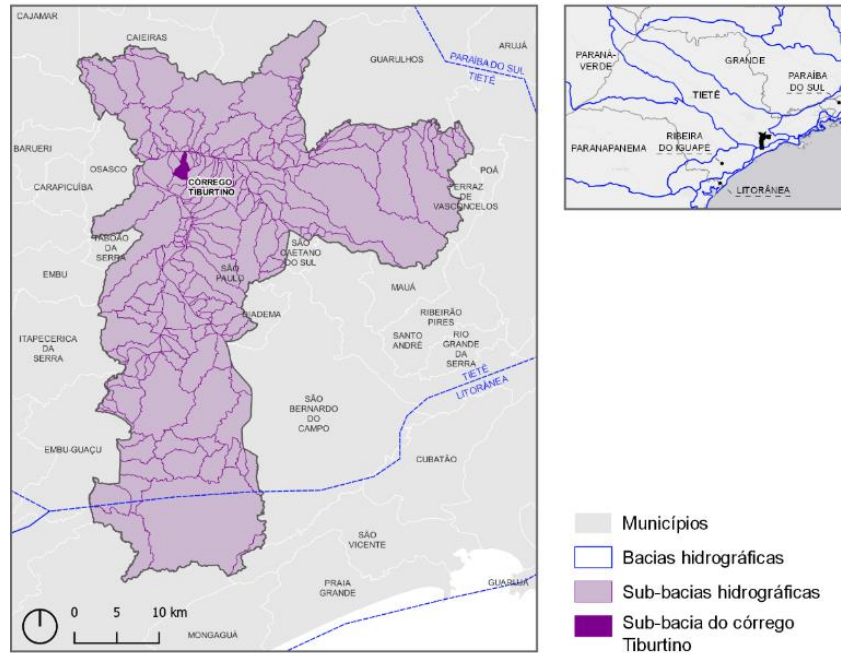 CAJAMAR
CAIEIRAS
ARUJÁ
GUARULHOS
PARAÍBA DO SUL
TIETÊ
BARUERI
OSASCO
CARAPICUÍBA
CÓRREGO
TIBURTINO
POÁ
FERRAZ
DE
VASCONCELOS
TABOÃO
DA
SERRA
SÃO
CAETANO
DO SUL
EMBU
SÃO
PAULO
MAUÁ
DIADEMA
RIBEIRÃO
PIRES
ITAPECERICA
DA
SERRA
SANTO
ANDRÉ
RIO
GRANDE
DA SERRA
TIETÊ
LITORÂNEA
SÃO
BERNARDO
DO
CAMPO
EMBU-GUAÇU
CUBATÃO
SÃO
VICENTE
PRAIA
GRANDE
GUARUJÁ
MONGAGUÁ
0 5 10 km
PARANÁ-
VERDE
GRANDE
PARAÍBA
DO SUL
TIETÊ
PARANAPANEMA
RIBEIRA
DO IGUAPE
LITORÂNEA
Municípios
Bacias hidrográficas
Sub-bacias hidrográficas
Sub-bacia do córrego
Tiburtino